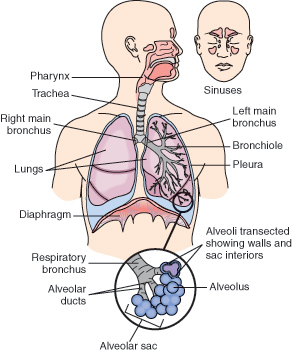 Pharynx
Trachea
Right main
bronchus
Lungs
Diaphragm
Sinuses
Left main
bronchus
Bronchiole
Pleura
Respiratory
bronchus
Alveolar
ducts
Alveolar sac
Alveoli transected
showing walls and
sac interiors
Alveolus